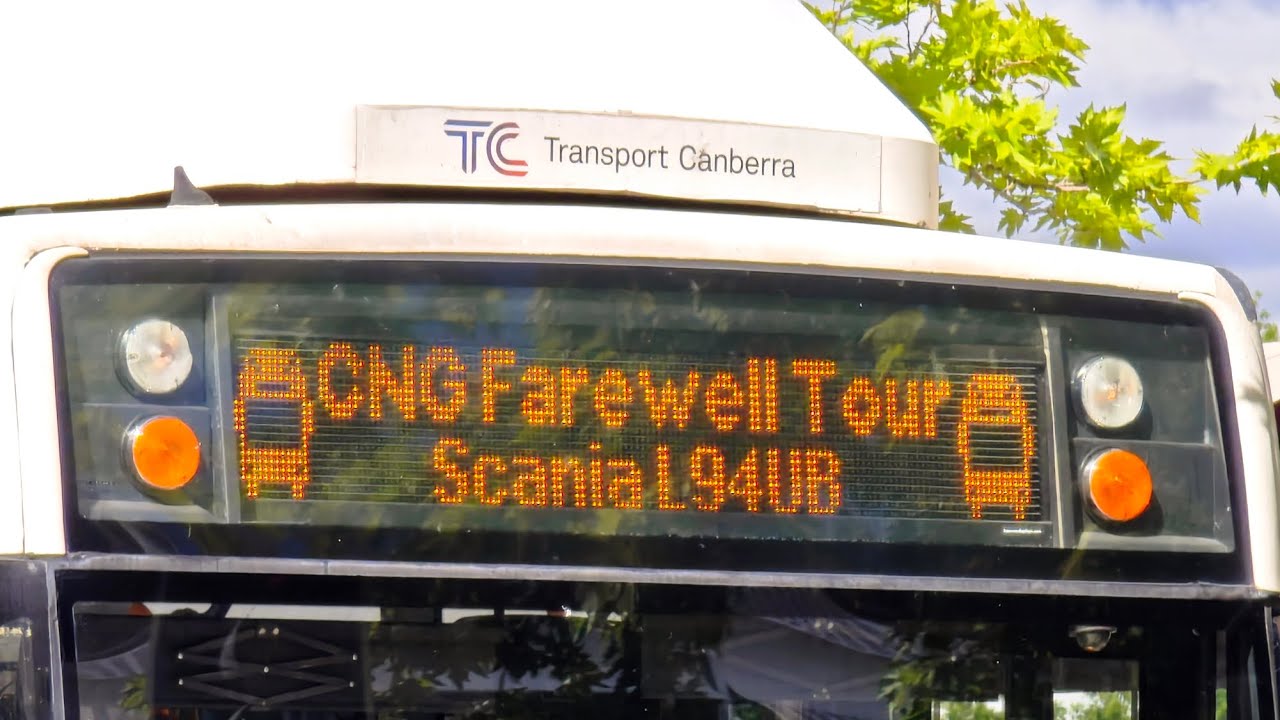 TC Transport Canberra
CNG Farewell Tour
Scania L94UB